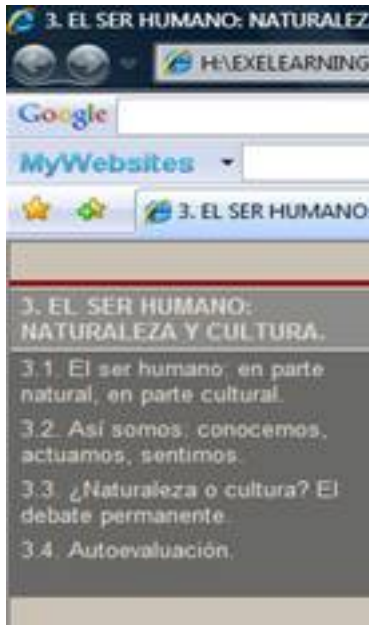 3. EL SER HUMANO: NATURALEZ
H:\EXELEARNING
Google
MyWebsites
3. EL SER HUMANO
3. EL SER HUMANO:
NATURALEZA Y CULTURA.
3.1. El ser humano; en parte
natural, en parte cultural.
3.2. Así somos: conocemos,
actuamos, sentimos.
3.3. ¿Naturaleza o cultura? El
debate permanente.
3.4. Autoevaluación.